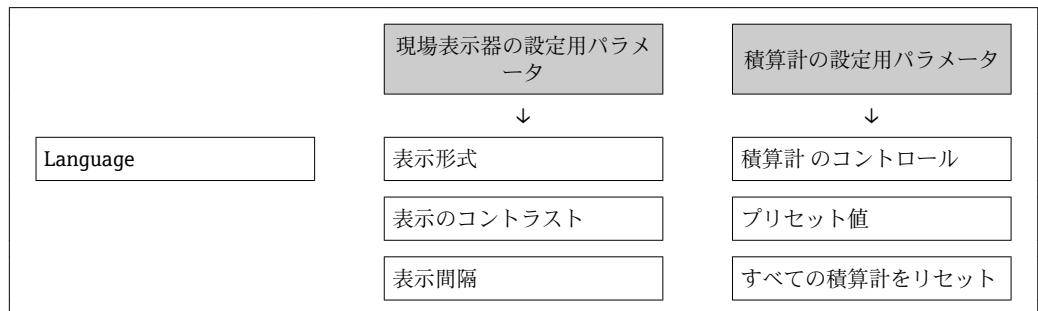 現場表示器の設定用パラメ
ータ
積算計の設定用パラメータ
↓
↓
Language
表示形式
積算計 のコントロール
表示のコントラスト
プリセット値
表示間隔
すべての積算計をリセット